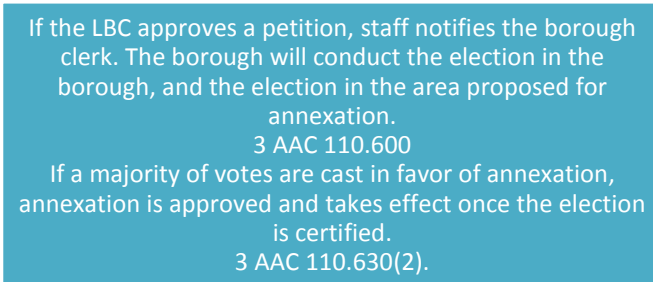 If the LBC approves a petition, staff notifies the borough
clerk. The borough will conduct the election in the
borough, and the election in the area proposed for
annexation.
3 AAC 110.600
If a majority of votes are cast in favor of annexation,
annexation is approved and takes effect once the election
is certified.
3 AAC 110.630(2).